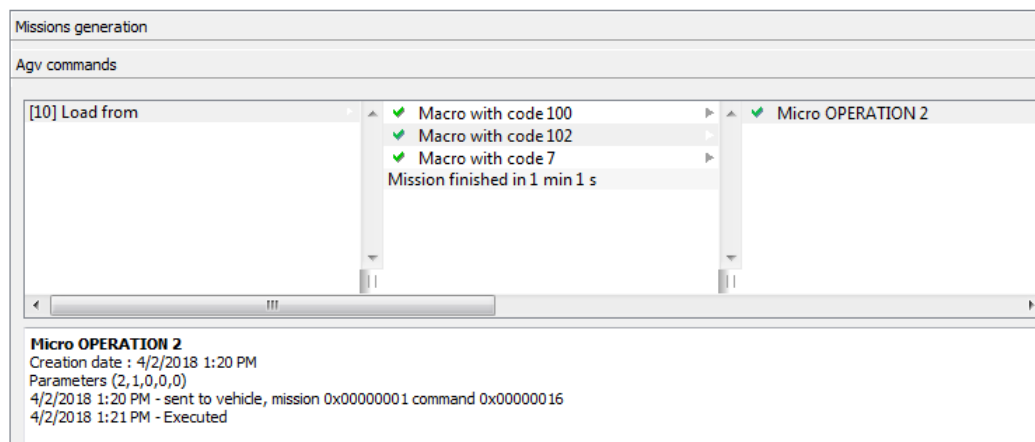 Missions generation
Agv commands
[10] Load from
Macro with code 100
Macro with code 102
Macro with code 7
Mission finished in 1 min 1 s
Micro OPERATION 2
Micro OPERATION 2
Creation date : 4/2/2018 1:20 PM
Parameters (2,1,0,0,0)
4/2/2018 1:20 PM - sent to vehicle, mission 0x00000001 command 0x00000016
4/2/2018 1:21 PM - Executed